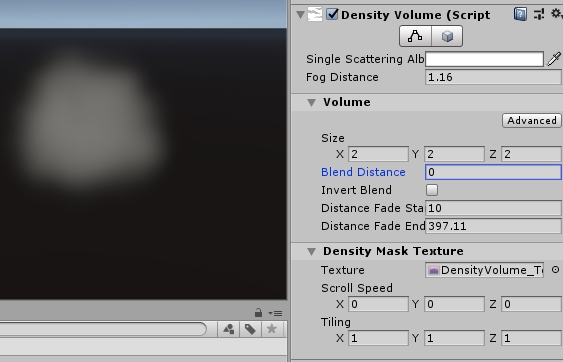 Density Volume (Script
Single Scattering Alb
Fog Distance 1.16
Volume
Advanced
Size
X 2 Y 2 Z 2
Blend Distance 0
Invert Blend
Distance Fade Sta 10
Distance Fade End 397.11
Density Mask Texture
Texture DensityVolume_T
Scroll Speed
X 0 Y 0 Z 0
Tiling
X 1 Y 1 Z 1